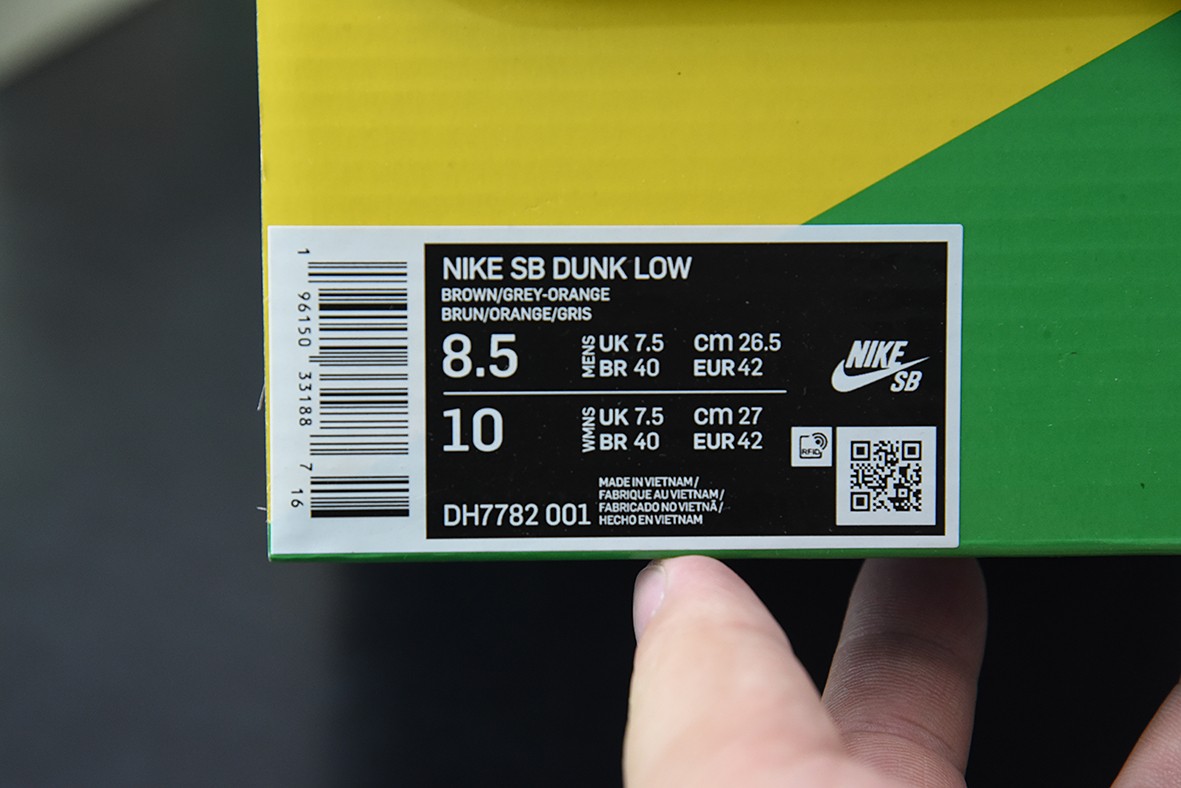 1 96150 33188 7 16
NIKE SB DUNK LOW
BROWN/GREY-ORANGE
BRUN/ORANGE/GRIS
8.5 MENS UK 7.5 cm 26.5
BR 40 EUR 42
10 WMNS UK 7.5 cm 27
BR 40 EUR 42
NIKE
SB
RFID
DH7782 001
MADE IN VIETNAM/
FABRIQUE AU VIETNAM/
FABRICADO NO VIETNÃ/
HECHO EN VIETNAM